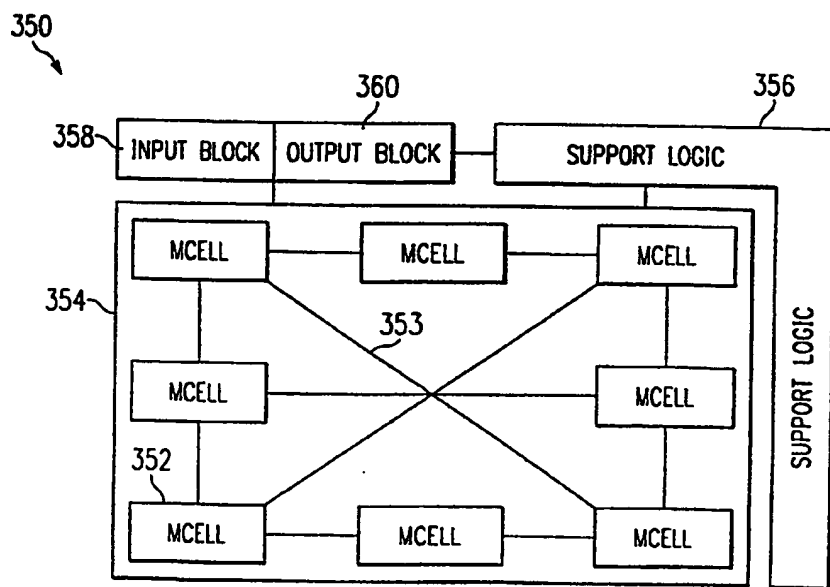 350
360
356
358
INPUT BLOCK
OUTPUT BLOCK
SUPPORT LOGIC
MCELL
MCELL
MCELL
354
353
MCELL
MCELL
SUPPORT LOGIC
352
MCELL
MCELL
MCELL